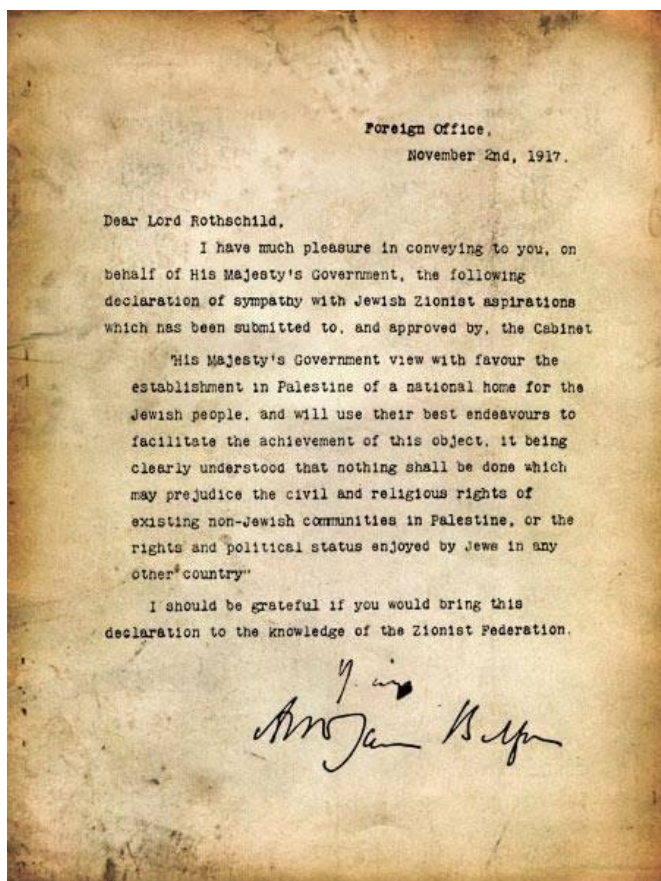 Foreign Office,
November 2nd, 1917.
Dear Lord Rothschild,
I have much pleasure in conveying to you, on
behalf of His Majesty's Government, the following
declaration of sympathy with Jewish Zionist aspirations
which has been submitted to, and approved by, the Cabinet
"His Majesty's Government view with favour the
establishment in Palestine of a national home for the
Jewish people, and will use their best endeavours to
facilitate the achievement of this object, it being
clearly understood that nothing shall be done which
may prejudice the civil and religious rights of
existing non-Jewish communities in Palestine, or the
rights and political status enjoyed by Jews in any
other country"
I should be grateful if you would bring this
declaration to the knowledge of the Zionist Federation.